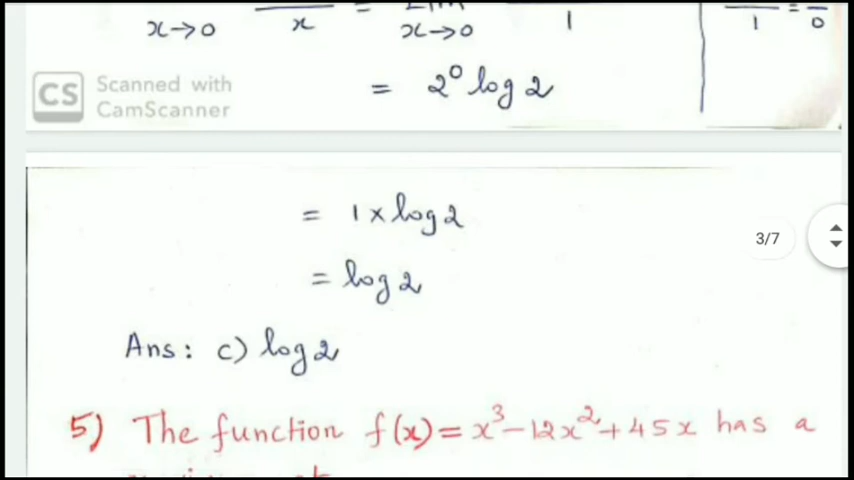 x→0 x = x→0 1 1 = 0
= 2⁰ log 2
CS Scanned with
CamScanner
= 1 x log 2
= log 2
3/7
Ans: c) log 2
5) The function f(x) = x³ – 12x² + 45x has a